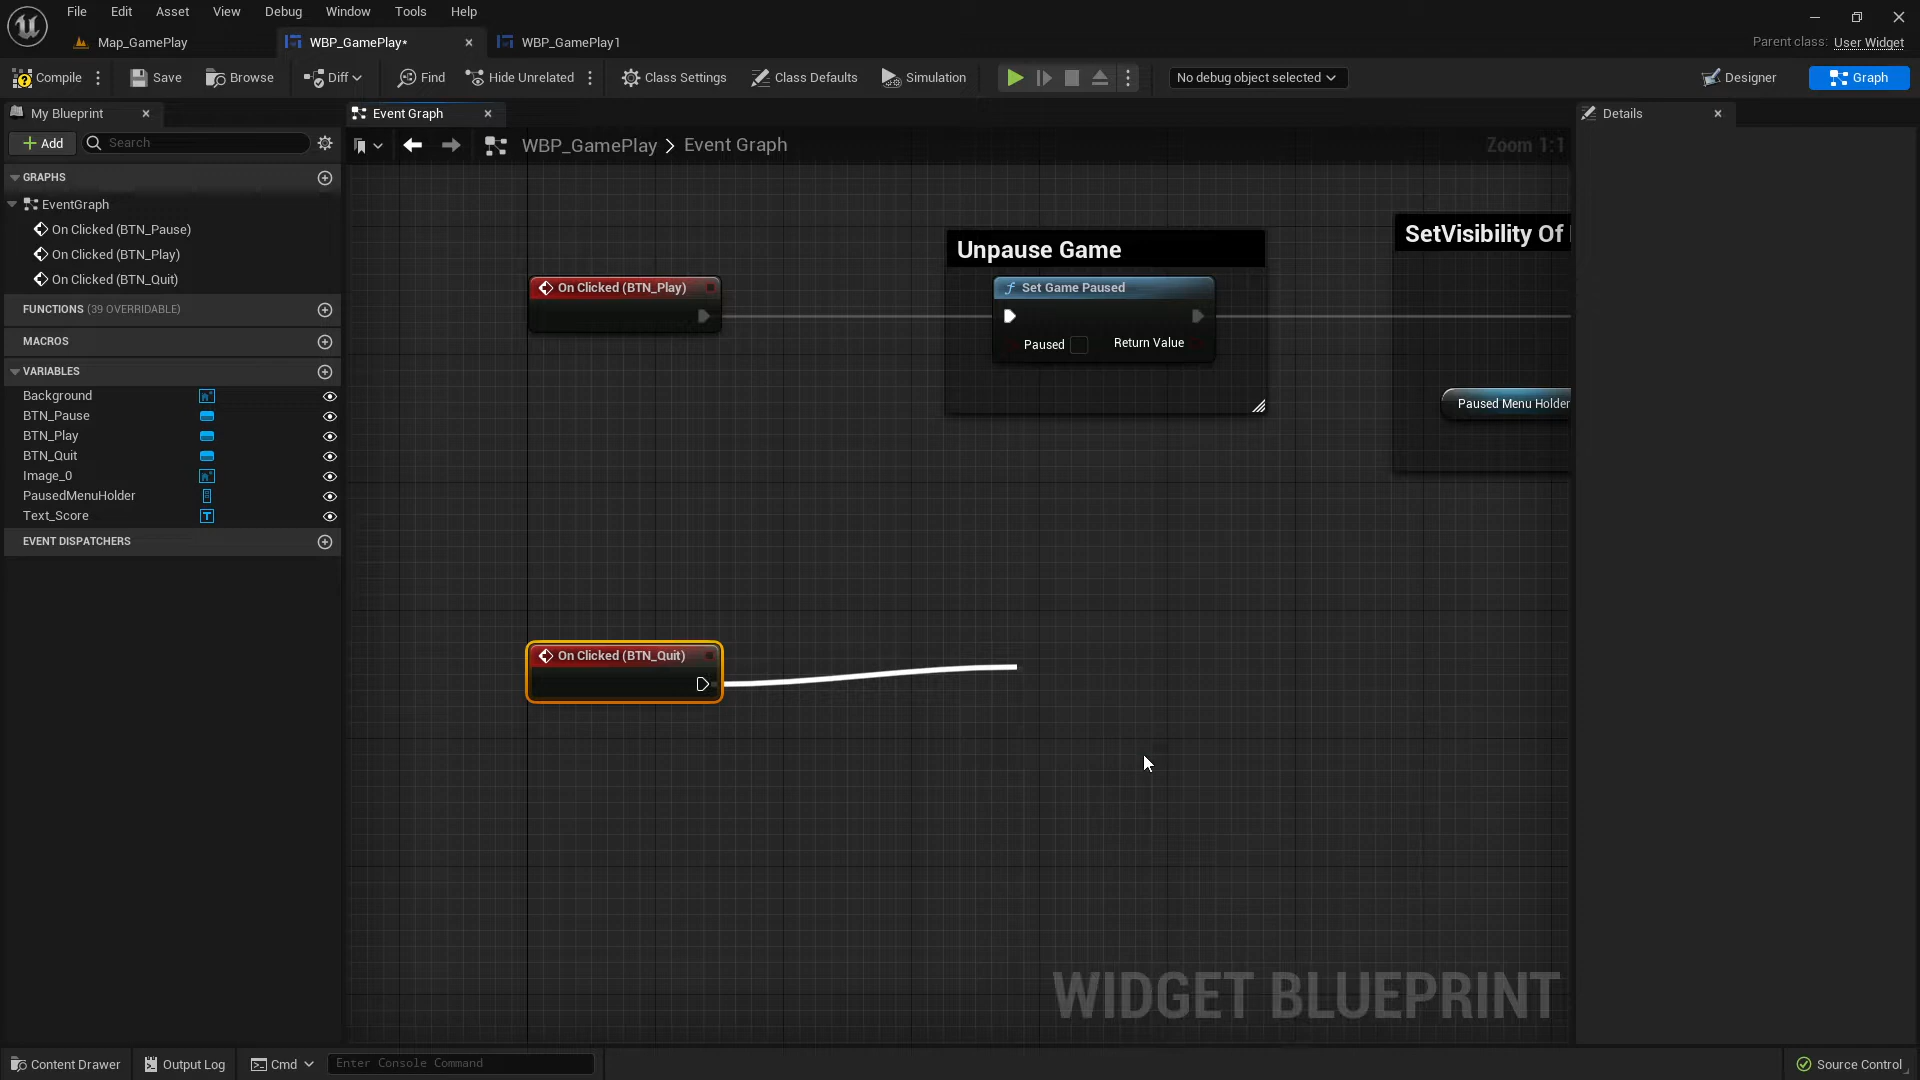 File Edit Asset View Debug Window Tools Help
Map_GamePlay WBP_GamePlay* WBP_GamePlay1 Parent class: User Widget
Compile Save Browse Diff Find Hide Unrelated Class Settings Class Defaults Simulation No debug object selected Designer Graph
My Blueprint Event Graph Details
Add Search WBP_GamePlay > Event Graph Zoom 1:1
GRAPHS
EventGraph
On Clicked (BTN_Pause)
On Clicked (BTN_Play)
On Clicked (BTN_Quit)
FUNCTIONS (39 OVERRIDABLE)
MACROS
VARIABLES
Background
BTN_Pause
BTN_Play
BTN_Quit
Image_0
PausedMenuHolder
Text_Score
EVENT DISPATCHERS
On Clicked (BTN_Play)
Unpause Game
Set Game Paused
Paused Return Value
SetVisibility Of
Paused Menu Holder
On Clicked (BTN_Quit)
WIDGET BLUEPRINT
Content Drawer Output Log Cmd Enter Console Command Source Control